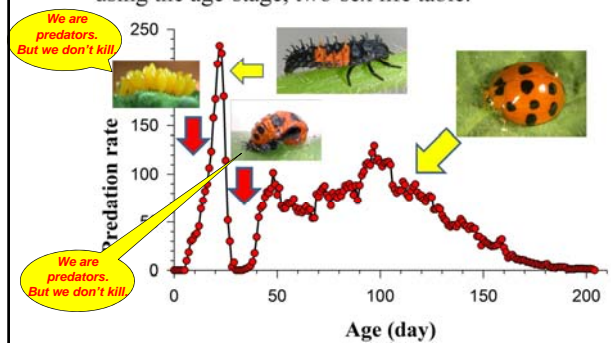 using the age-stage, two-sex life table.
We are
predators.
But we don't kill.
250
150
100
50
0
Predation rate
0
50
100
150
200
Age (day)
We are
predators.
But we don't kill.